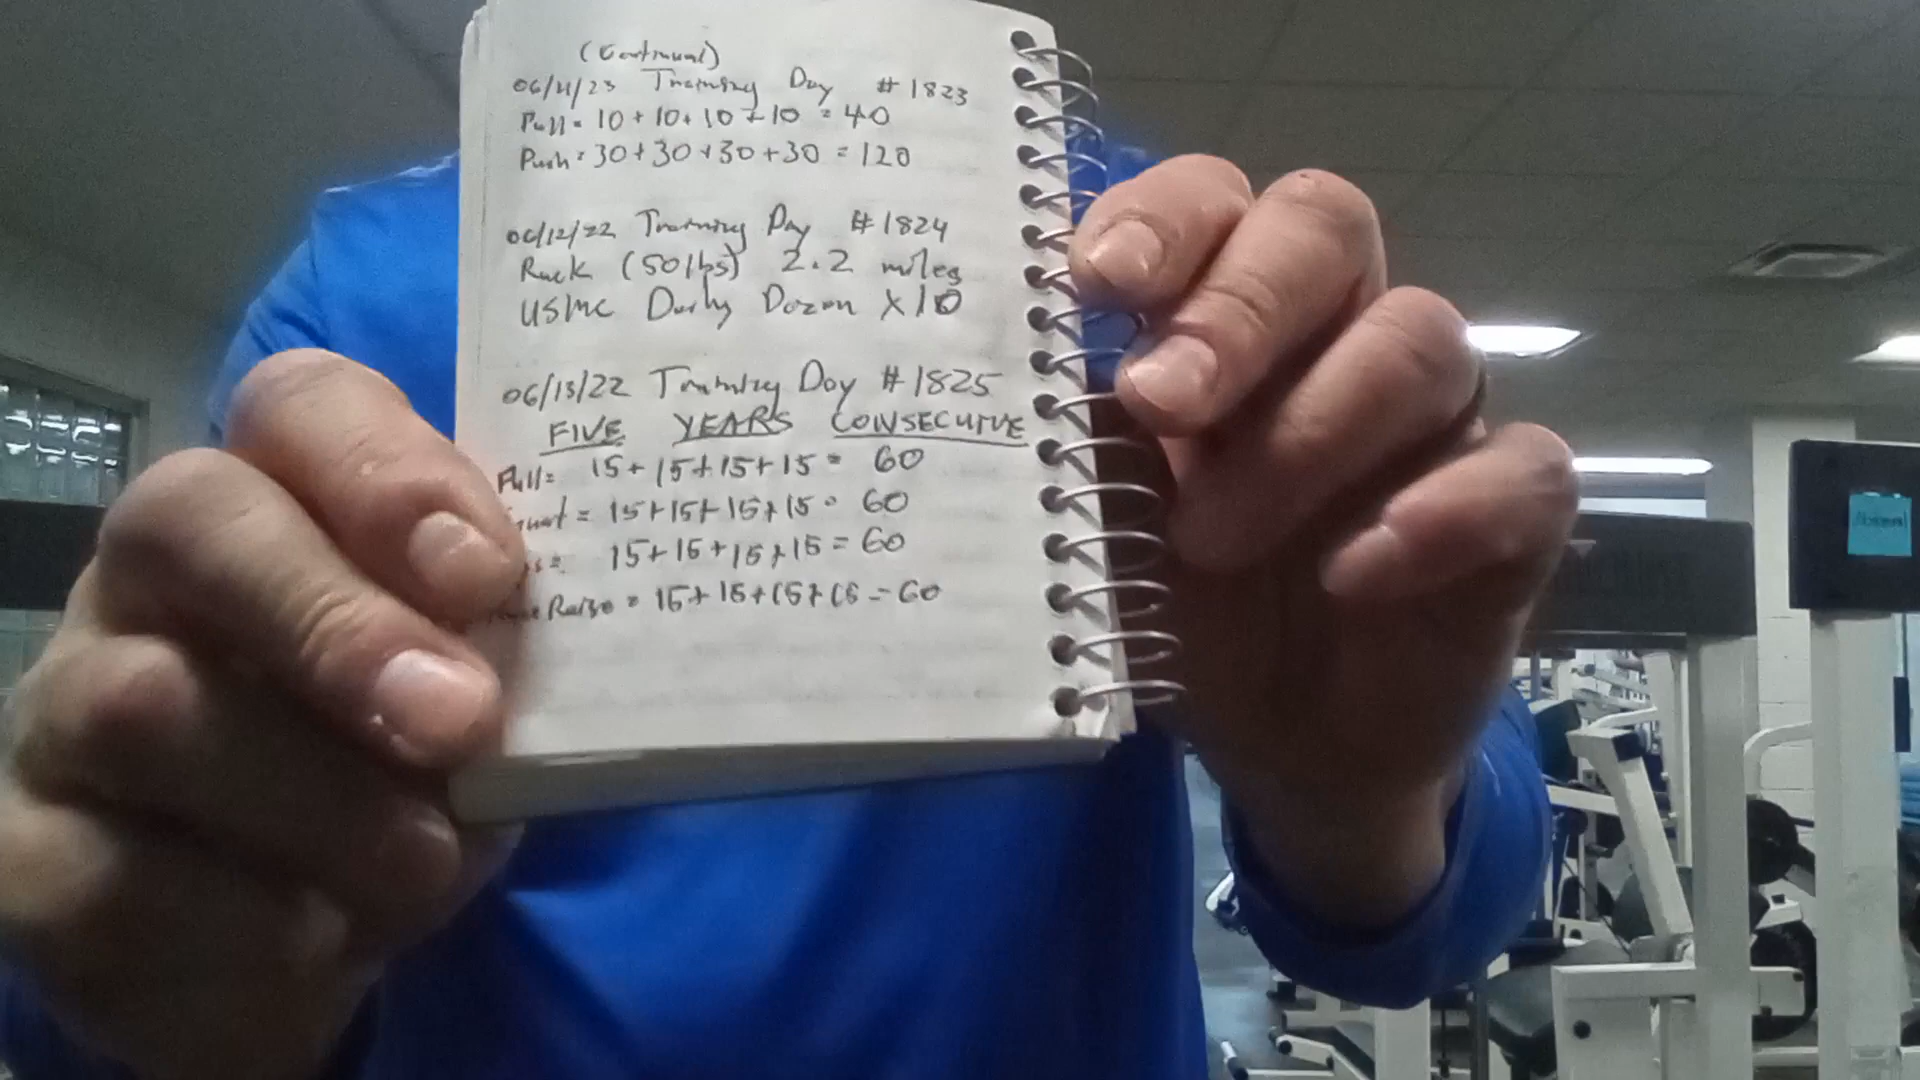 (Continued)
06/11/23 Training Day #1823
Pull = 10 + 10 + 10 + 10 = 40
Push = 30 + 30 + 30 + 30 = 120
06/12/22 Training Day #1824
Ruck (50 lbs) 2.2 miles
USMC Daily Dozen X10
06/13/22 Training Day #1825
FIVE YEARS CONSECUTIVE
Pull = 15 + 15 + 15 + 15 = 60
= 15 + 15 + 15 + 15 = 60
= 15 + 15 + 15 + 15 = 60
Raise = 15 + 15 + 15 + 15 = 60